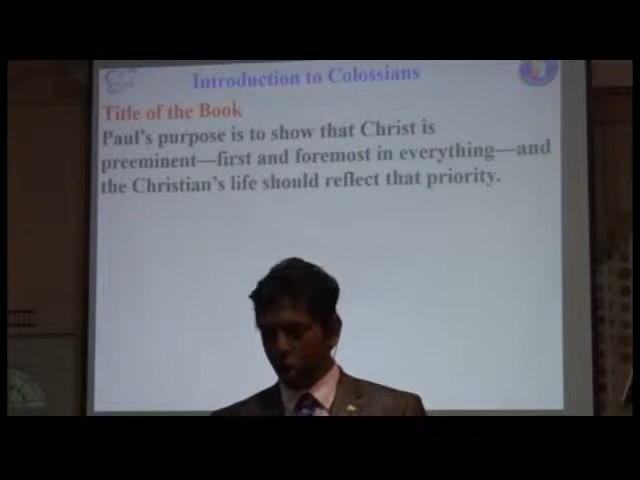 Introduction to Colossians
Title of the Book
Paul's purpose is to show that Christ is
preeminent—first and foremost in everything—and
the Christian's life should reflect that priority.